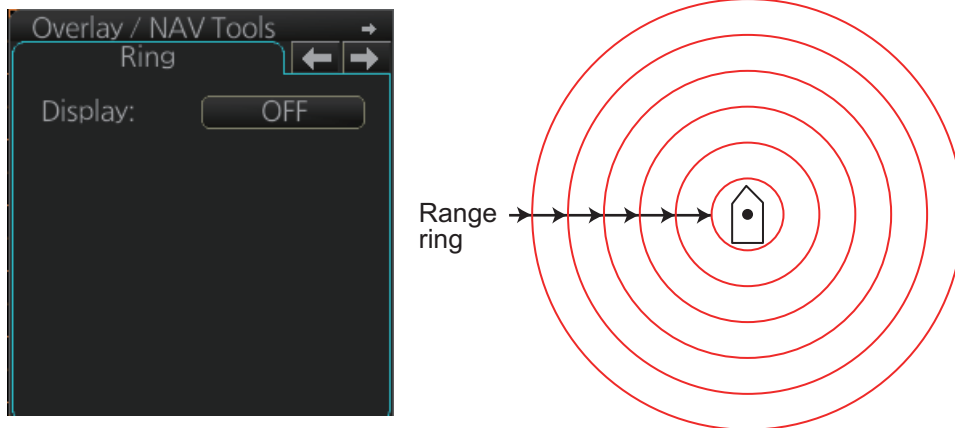 Overlay / NAV Tools
Ring
Display: OFF
Range
ring